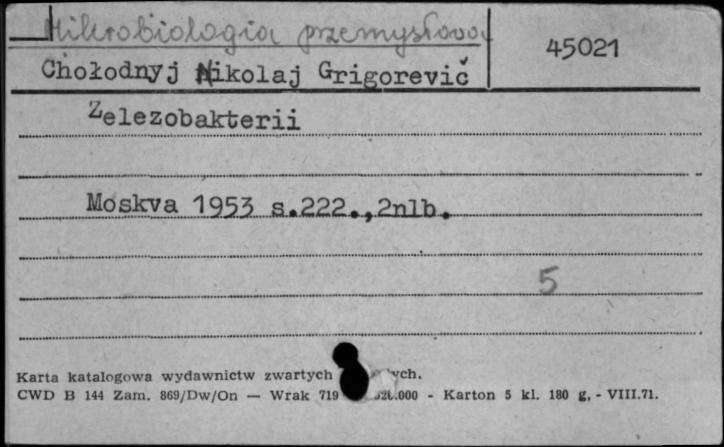 Mikrobiologia przemysłowa
45021
Chołodnyj Nikolaj Grigorevič
Zelezobakterii
Moskva 1953 s.222.,2nlb.
5
Karta katalogowa wydawnictw zwartych
CWD B 144 Zam. 869/Dw/On — Wrak 719 - Karton 5 kl. 180 g, - VIII.71.